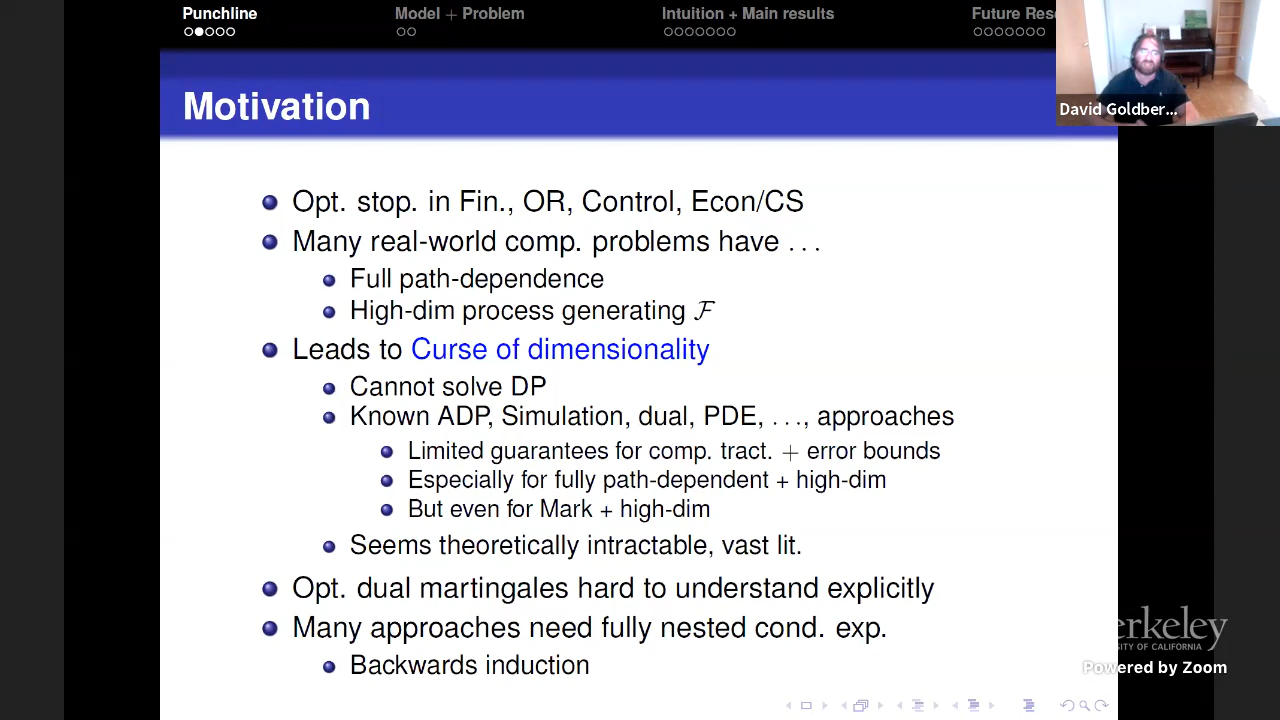 Punchline
Model + Problem
Intuition + Main results
Future Res
David Goldber...
Motivation
Opt. stop. in Fin., OR, Control, Econ/CS
Many real-world comp. problems have ...
Full path-dependence
High-dim process generating ℱ
Leads to Curse of dimensionality
Cannot solve DP
Known ADP, Simulation, dual, PDE, ..., approaches
Limited guarantees for comp. tract. + error bounds
Especially for fully path-dependent + high-dim
But even for Mark + high-dim
Seems theoretically intractable, vast lit.
Opt. dual martingales hard to understand explicitly
Many approaches need fully nested cond. exp.
Backwards induction
erkeley
SITY OF CALIFORNIA
Powered by Zoom